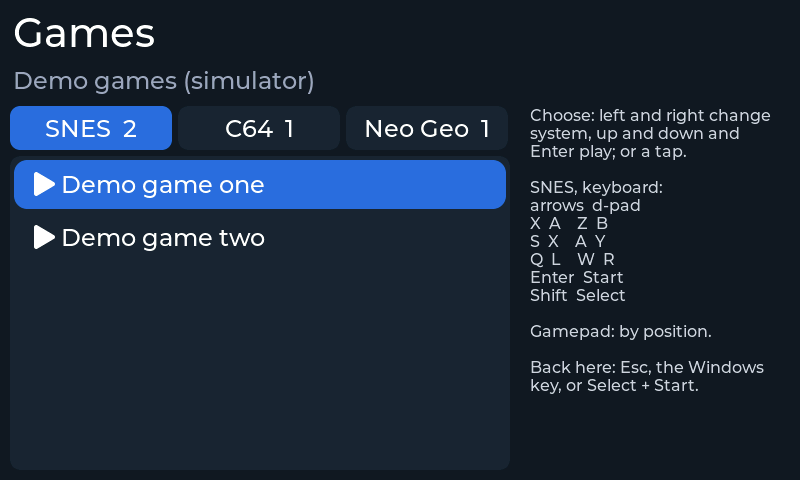 Games
Demo games (simulator)
SNES 2
C64 1
Neo Geo 1
Demo game one
Demo game two
Choose: left and right change
system, up and down and
Enter play; or a tap.
SNES, keyboard:
arrows d-pad
X A Z B
S X A Y
Q L W R
Enter Start
Shift Select
Gamepad: by position.
Back here: Esc, the Windows
key, or Select + Start.